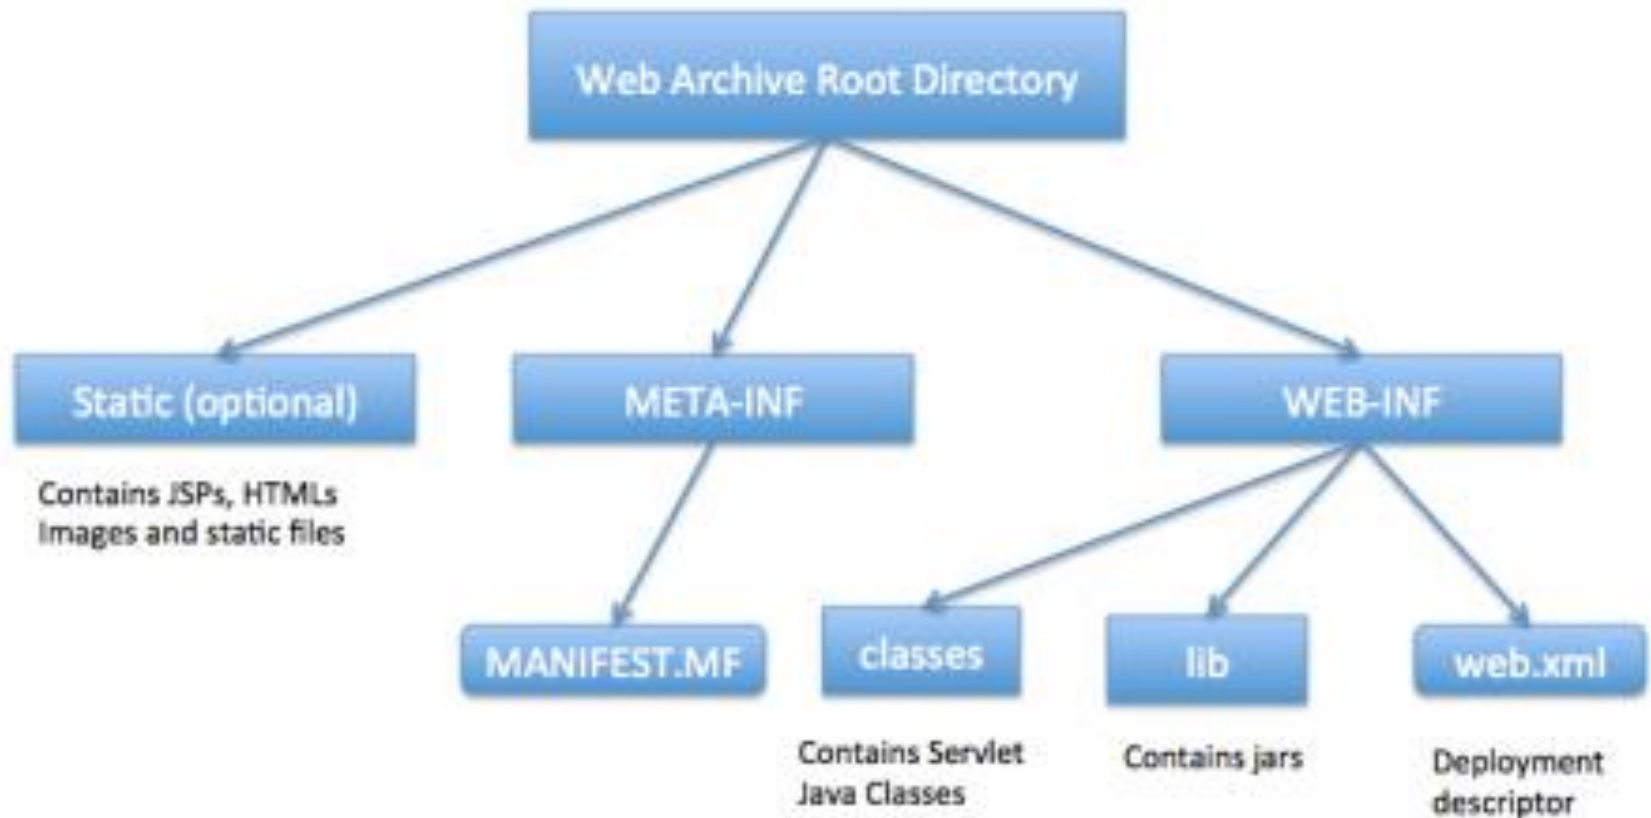 Web Archive Root Directory
Static (optional)
META-INF
WEB-INF
Contains JSPs, HTMLs
Images and static files
MANIFEST.MF
classes
lib
web.xml
Contains Servlet
Java Classes
Contains jars
Deployment
descriptor